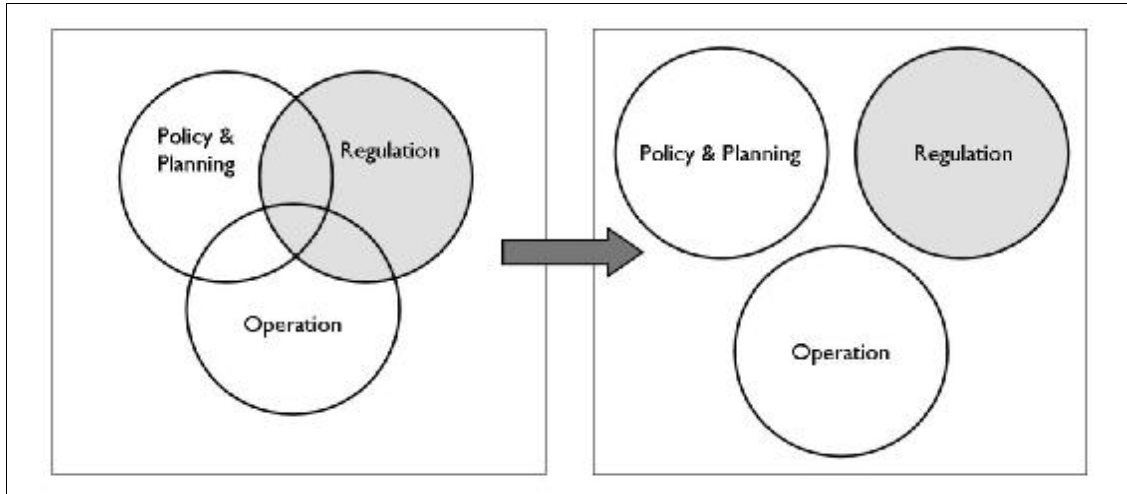 Policy &
Planning
Regulation
Operation
Policy & Planning
Regulation
Operation